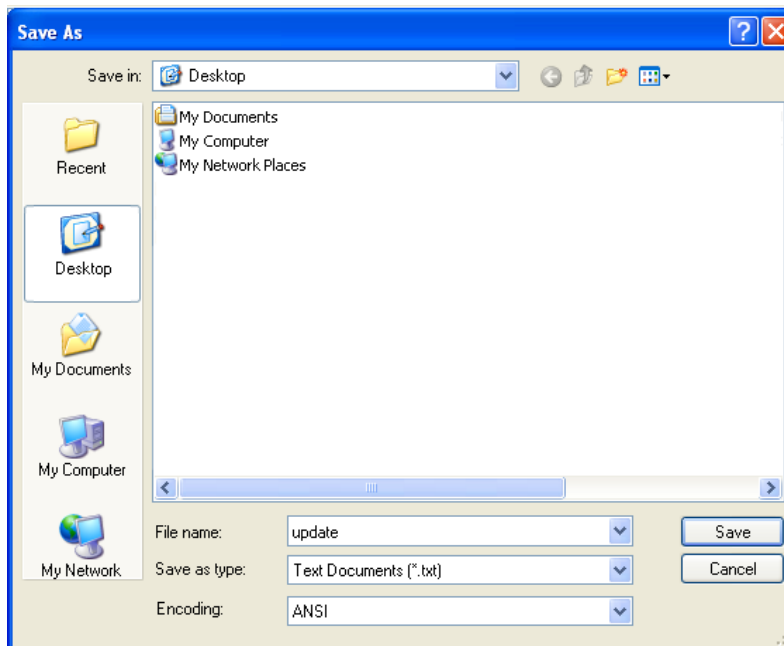 Save As
Save in: Desktop
My Documents
My Computer
My Network Places
Recent
Desktop
My Documents
My Computer
My Network
File name: update Save
Save as type: Text Documents (*.txt) Cancel
Encoding: ANSI